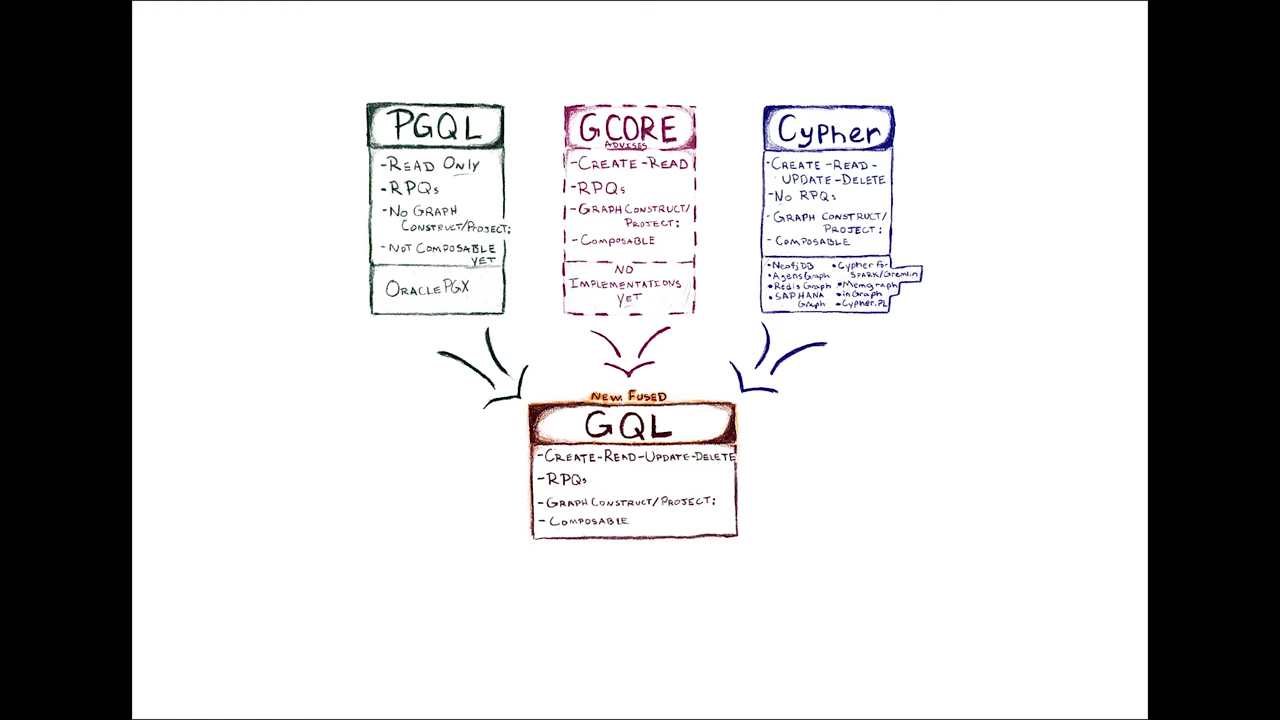 PGQL
-READ ONLY
-RPQs
-NO GRAPH
CONSTRUCT/PROJECT:
-NOT COMPOSABLE
YET
ORACLE PGX
GCORE
ADVISES
-CREATE-READ
-RPQs
-GRAPH CONSTRUCT/
PROJECT:
-COMPOSABLE
NO
IMPLEMENTATIONS
YET
Cypher
-CREATE-READ-
UPDATE-DELETE
-NO RPQs
-GRAPH CONSTRUCT/
PROJECT:
-COMPOSABLE
•Neo4jDB
•AgensGraph
•Redis Graph
•SAP HANA
Graph
•Cypher for
SPARK/Gremlin
•Memgraph
•inGraph
•Cypher.PL
NEW FUSED
GQL
-CREATE-READ-UPDATE-DELETE
-RPQs
-GRAPH CONSTRUCT/PROJECT:
-COMPOSABLE